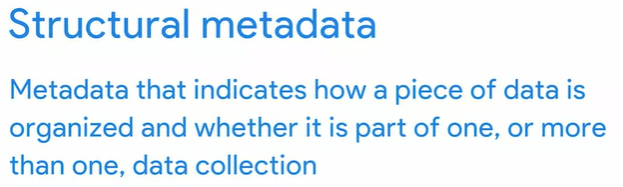 Structural metadata
Metadata that indicates how a piece of data is
organized and whether it is part of one, or more
than one, data collection